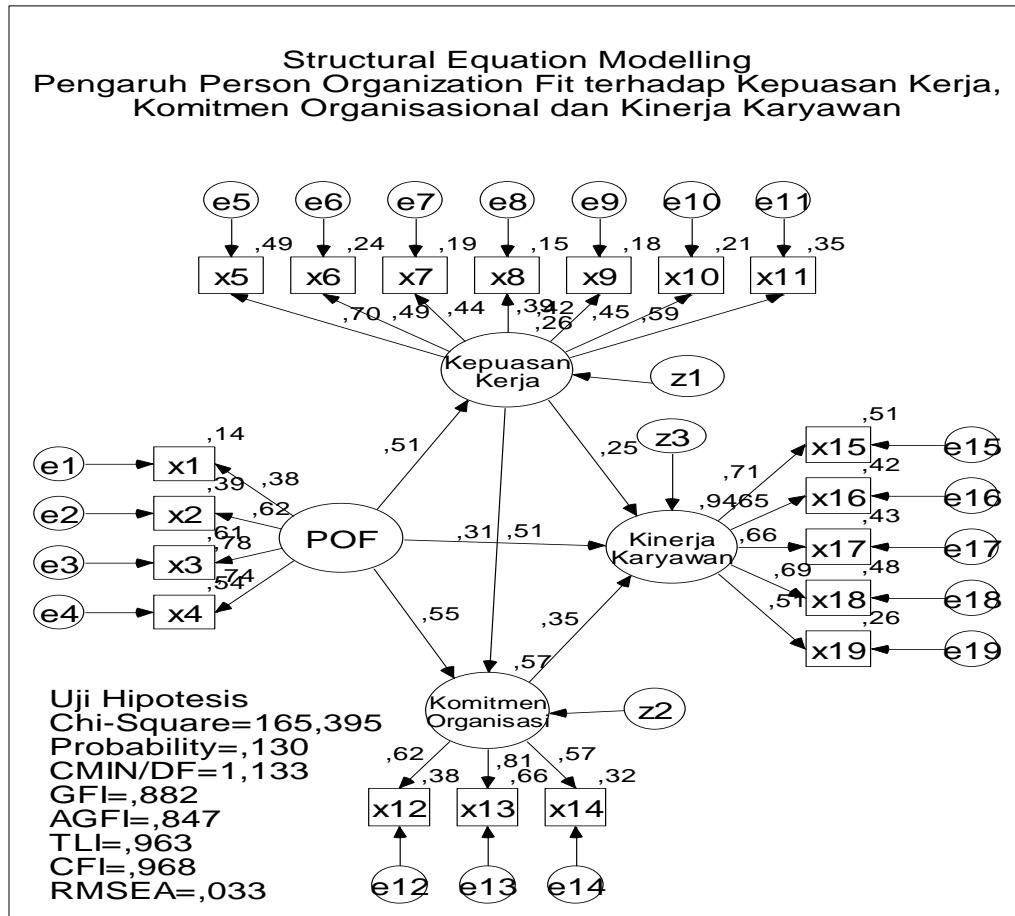 Structural Equation Modelling
Pengaruh Person Organization Fit terhadap Kepuasan Kerja,
Komitmen Organisasional dan Kinerja Karyawan
e5 e6 e7 e8 e9 e10 e11
,49 ,24 ,19 ,15 ,18 ,21 ,35
x5 x6 x7 x8 x9 x10 x11
,70 ,49 ,44 ,39 ,42 ,45 ,59
,26
Kepuasan
Kerja
z1
,14
e1 x1
,38
,39
e2 x2
,62
,61
e3 x3
,78
,54
e4 x4
,74
POF
,51
,25
z3
,31 ,51
,55
,35
,94
Kinerja
Karyawan
,51
,71
x15 e15
,42
,65
x16 e16
,43
,66
x17 e17
,48
,69
x18 e18
,26
,51
x19 e19
,57
Komitmen
Organisasi
z2
,62 ,81 ,57
,38 ,66 ,32
x12 x13 x14
e12 e13 e14
Uji Hipotesis
Chi-Square=165,395
Probability=,130
CMIN/DF=1,133
GFI=,882
AGFI=,847
TLI=,963
CFI=,968
RMSEA=,033